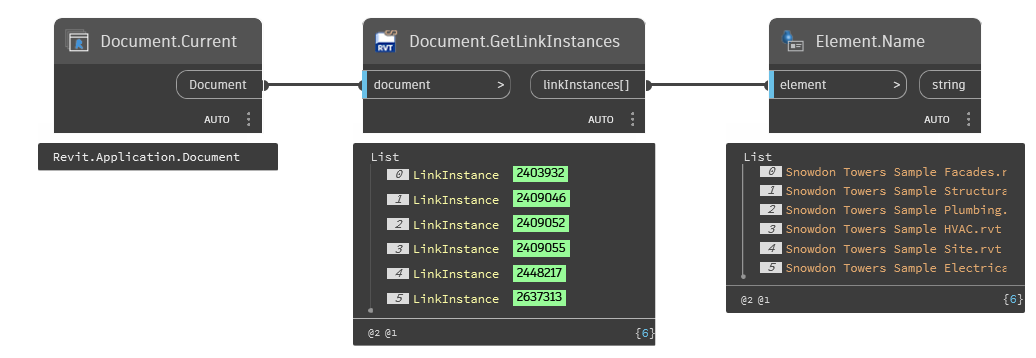 Document.Current
Document
AUTO
Revit.Application.Document
RVT
Document.GetLinkInstances
document >
linkInstances[]
AUTO
List
0 LinkInstance 2403932
1 LinkInstance 2409046
2 LinkInstance 2409052
3 LinkInstance 2409055
4 LinkInstance 2448217
5 LinkInstance 2637313
@2 @1
{6}
Element.Name
element >
string
AUTO
List
0 Snowdon Towers Sample Facades.r
1 Snowdon Towers Sample Structura
2 Snowdon Towers Sample Plumbing.
3 Snowdon Towers Sample HVAC.rvt
4 Snowdon Towers Sample Site.rvt
5 Snowdon Towers Sample Electrica
@2 @1
{6}